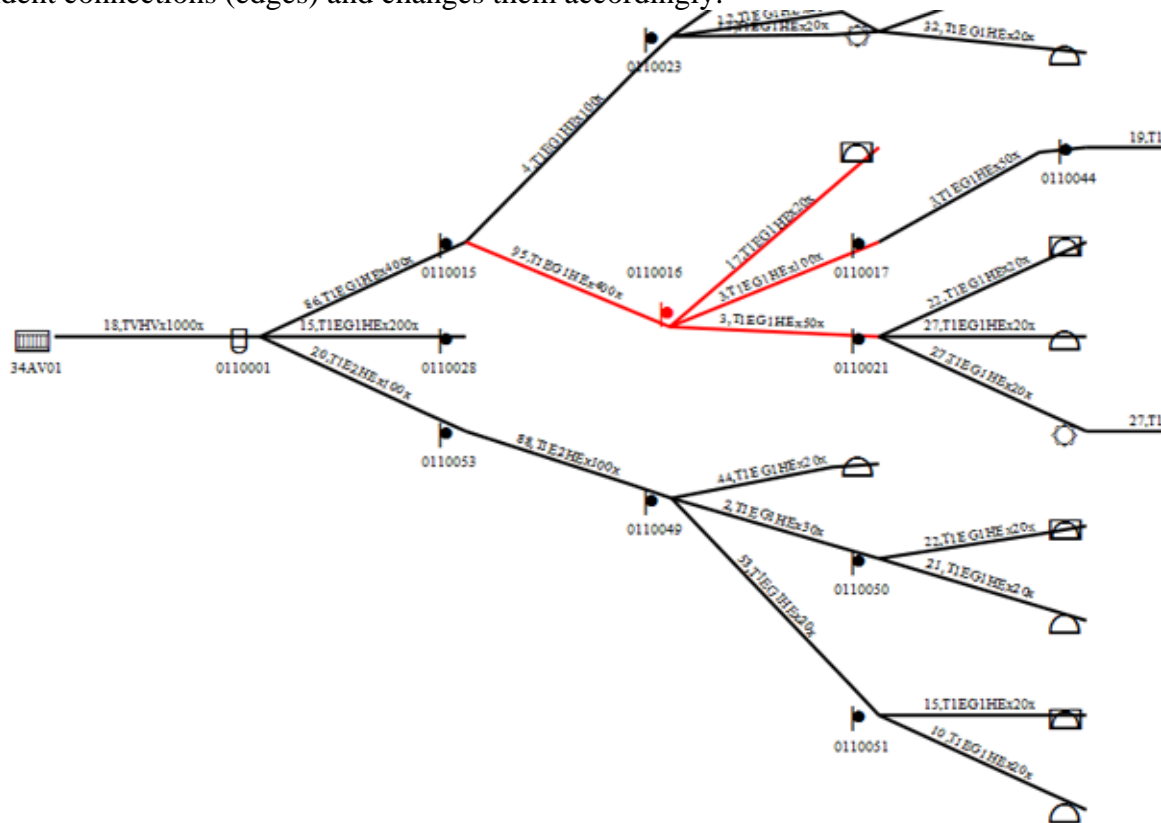 dent connections (edges) and changes them accordingly.
T1EG1HEx20x
32,T1EG1HEx20x
0110023
4,T1EG1HEx100x
19,T1
3,T1EG1HEx50x
0110044
17,T1EG1HEx20x
0110015
95,T1EG1HEx400x
0110016
3,T1EG1HEx100x
0110017
86,T1EG1HEx400x
22,T1EG1HEx20x
18,TVHVx1000x
15,T1EG1HEx200x
3,T1EG1HEx50x
27,T1EG1HEx20x
34AV01
0110001
0110028
0110021
20,T1E2HEx100x
27,T1EG1HEx20x
27,T1
0110053
88,T1E2HEx100x
44,T1EG1HEx20x
0110049
2,T1EG1HEx30x
22,T1EG1HEx20x
0110050
21,T1EG1HEx20x
53,T1EG1HEx20x
15,T1EG1HEx20x
0110051
10,T1EG1HEx20x